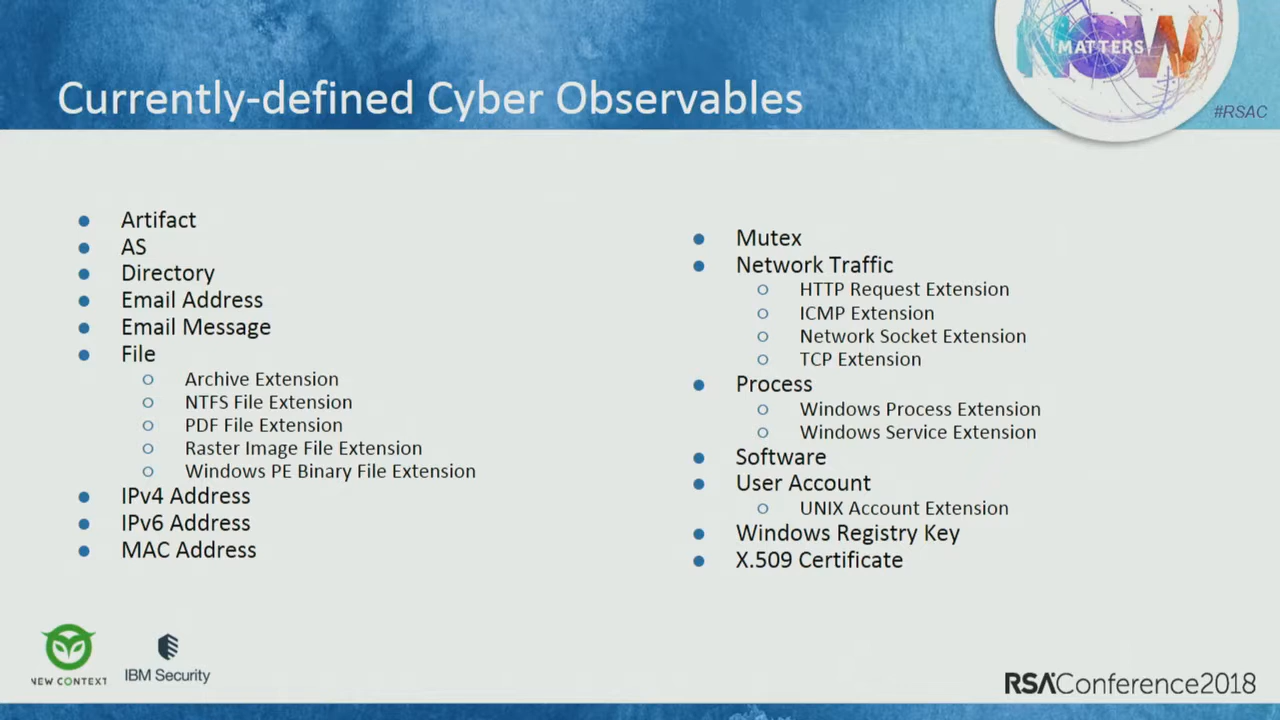 Currently-defined Cyber Observables
NOW
MATTERS
#RSAC
Artifact
AS
Directory
Email Address
Email Message
File
Archive Extension
NTFS File Extension
PDF File Extension
Raster Image File Extension
Windows PE Binary File Extension
IPv4 Address
IPv6 Address
MAC Address
Mutex
Network Traffic
HTTP Request Extension
ICMP Extension
Network Socket Extension
TCP Extension
Process
Windows Process Extension
Windows Service Extension
Software
User Account
UNIX Account Extension
Windows Registry Key
X.509 Certificate
NEW CONTEXT
IBM Security
RSAConference2018